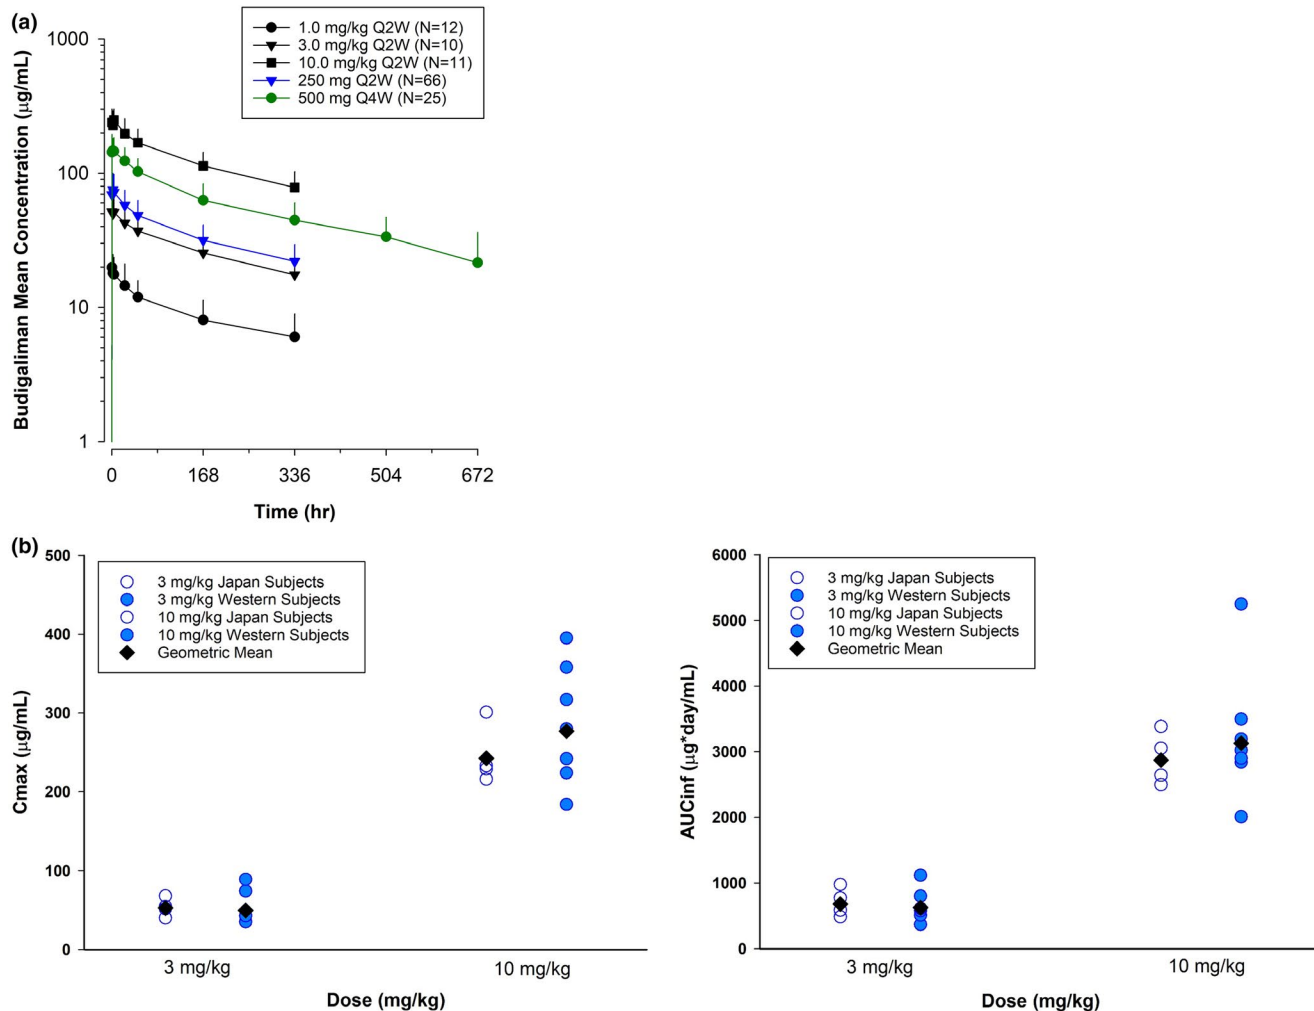 (a)
1.0 mg/kg Q2W (N=12)
3.0 mg/kg Q2W (N=10)
10.0 mg/kg Q2W (N=11)
250 mg Q2W (N=66)
500 mg Q4W (N=25)
Budigaliman Mean Concentration (μg/mL)
1000
100
10
1
0 168 336 504 672
Time (hr)
(b)
3 mg/kg Japan Subjects
3 mg/kg Western Subjects
10 mg/kg Japan Subjects
10 mg/kg Western Subjects
Geometric Mean
Cmax (μg/mL)
500
400
300
200
100
0
3 mg/kg 10 mg/kg
Dose (mg/kg)
3 mg/kg Japan Subjects
3 mg/kg Western Subjects
10 mg/kg Japan Subjects
10 mg/kg Western Subjects
Geometric Mean
AUCinf (μg*day/mL)
6000
5000
4000
3000
2000
1000
0
3 mg/kg 10 mg/kg
Dose (mg/kg)